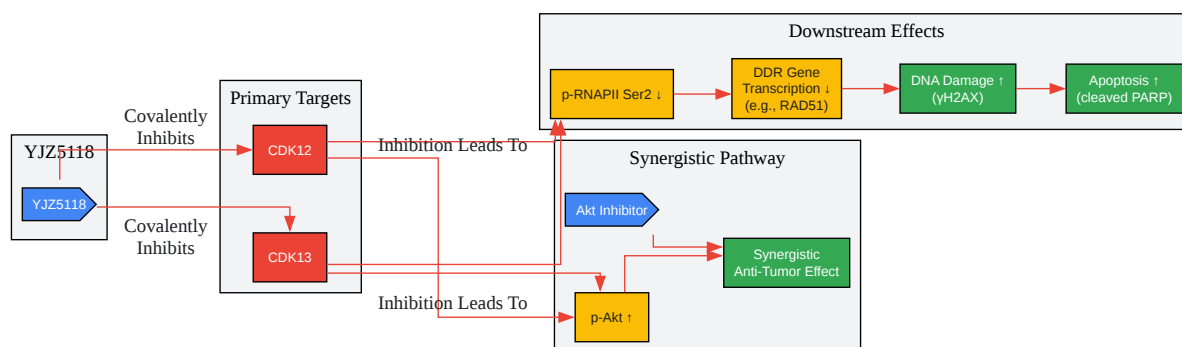 YJZ5118
YJZ5118
Covalently
Inhibits
Covalently
Inhibits
Primary Targets
CDK12
CDK13
Inhibition Leads To
Inhibition Leads To
Downstream Effects
p-RNAPII Ser2 ↓
DDR Gene
Transcription ↓
(e.g., RAD51)
DNA Damage ↑
(γH2AX)
Apoptosis ↑
(cleaved PARP)
Synergistic Pathway
Akt Inhibitor
Synergistic
Anti-Tumor Effect
p-Akt ↑